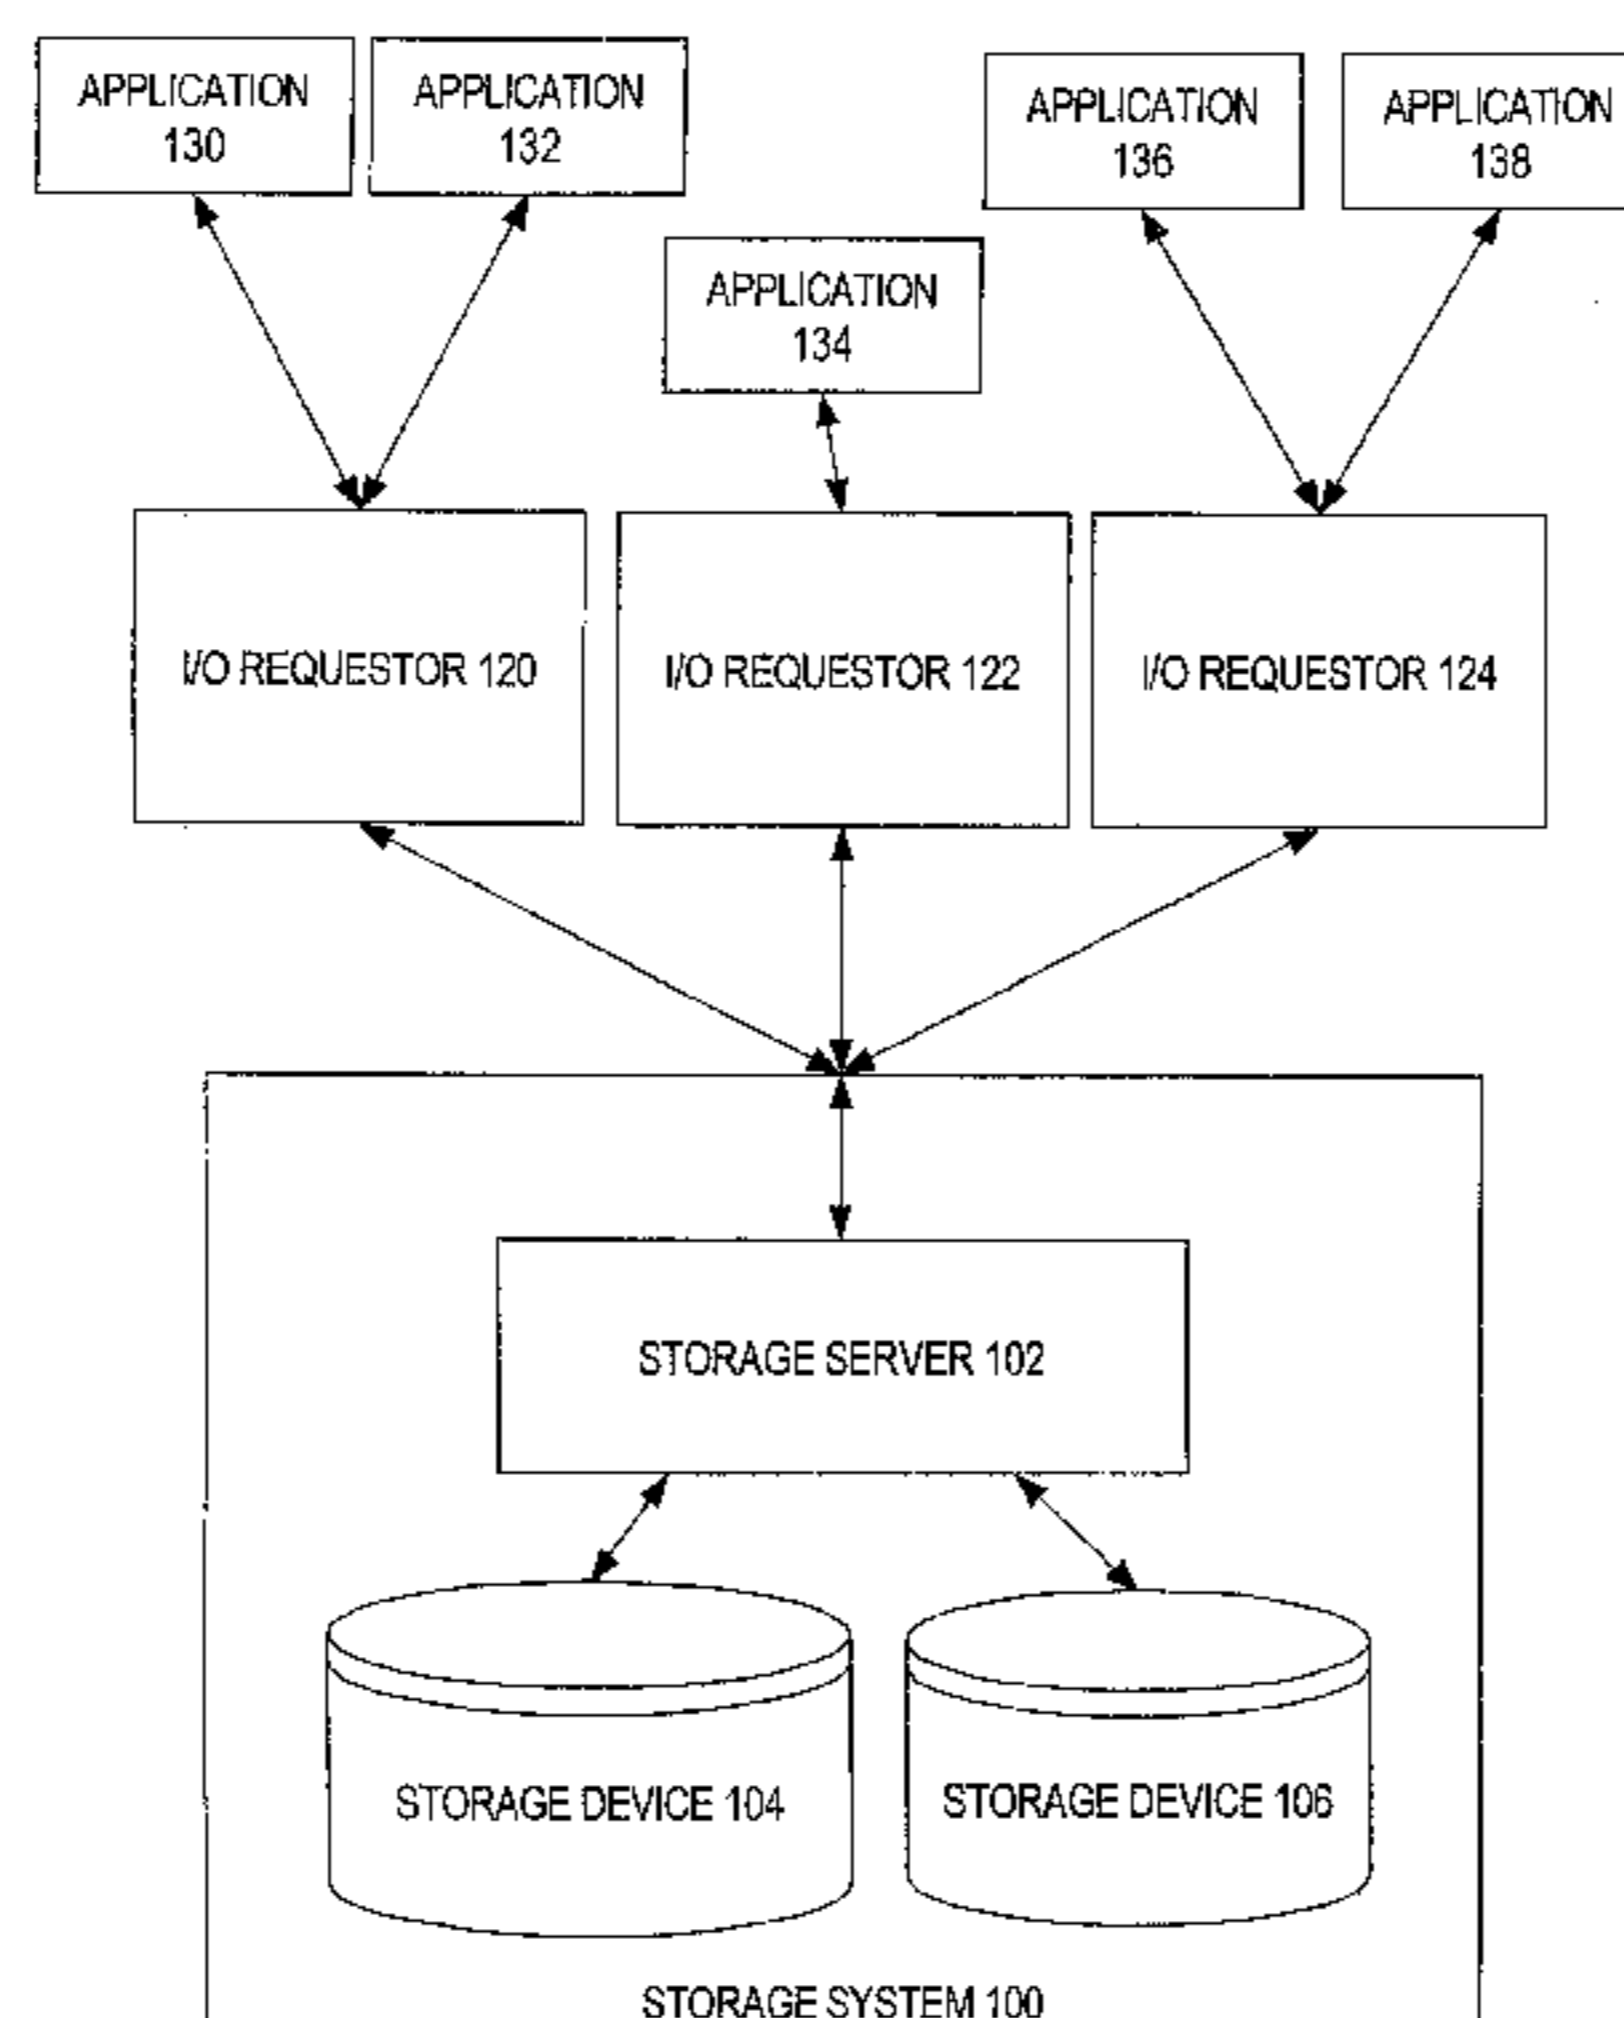 APPLICATION
130
APPLICATION
132
APPLICATION
136
APPLICATION
138
APPLICATION
134
I/O REQUESTOR 120
I/O REQUESTOR 122
I/O REQUESTOR 124
STORAGE SERVER 102
STORAGE DEVICE 104
STORAGE DEVICE 106
STORAGE SYSTEM 100